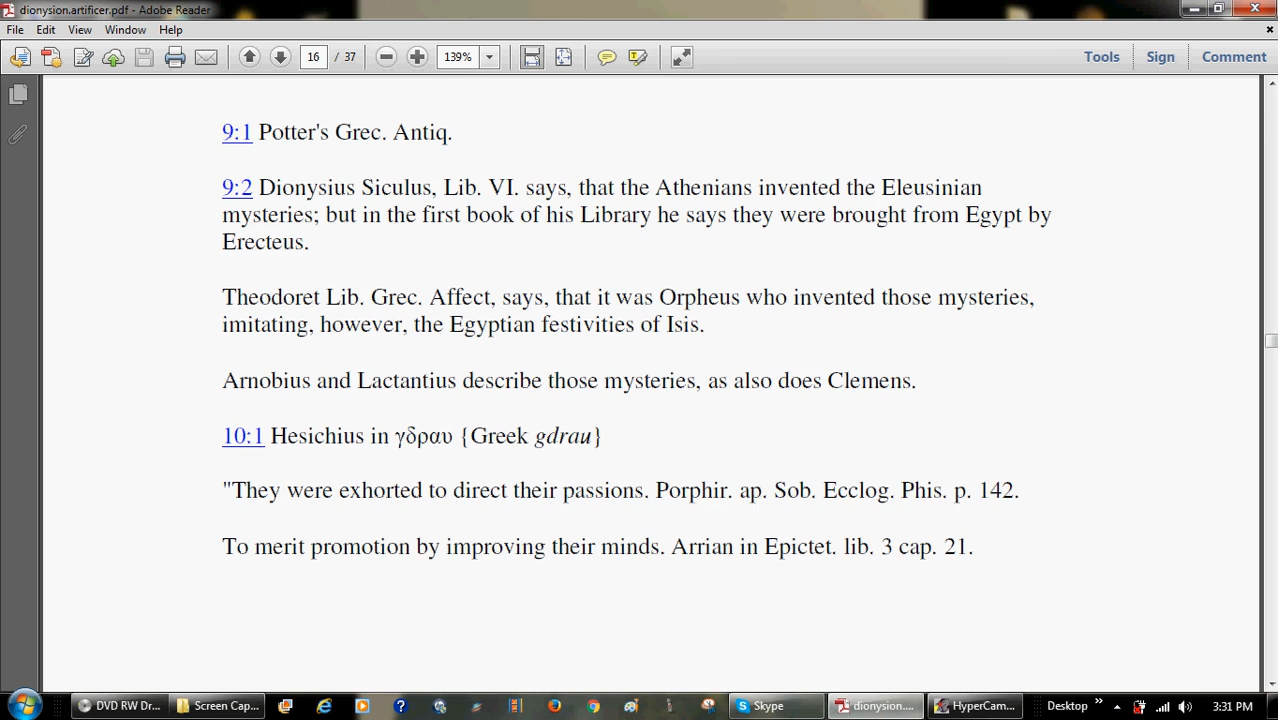 dionysion.artificer.pdf - Adobe Reader
File Edit View Window Help
16 / 37 139% Tools Sign Comment
9:1 Potter's Grec. Antiq.
9:2 Dionysius Siculus, Lib. VI. says, that the Athenians invented the Eleusinian
mysteries; but in the first book of his Library he says they were brought from Egypt by
Erecteus.
Theodoret Lib. Grec. Affect, says, that it was Orpheus who invented those mysteries,
imitating, however, the Egyptian festivities of Isis.
Arnobius and Lactantius describe those mysteries, as also does Clemens.
10:1 Hesichius in γδραυ {Greek gdrau}
"They were exhorted to direct their passions. Porphir. ap. Sob. Ecclog. Phis. p. 142.
To merit promotion by improving their minds. Arrian in Epictet. lib. 3 cap. 21.
DVD RW Dr... Screen Cap... Skype dionysion.... HyperCam... Desktop 3:31 PM